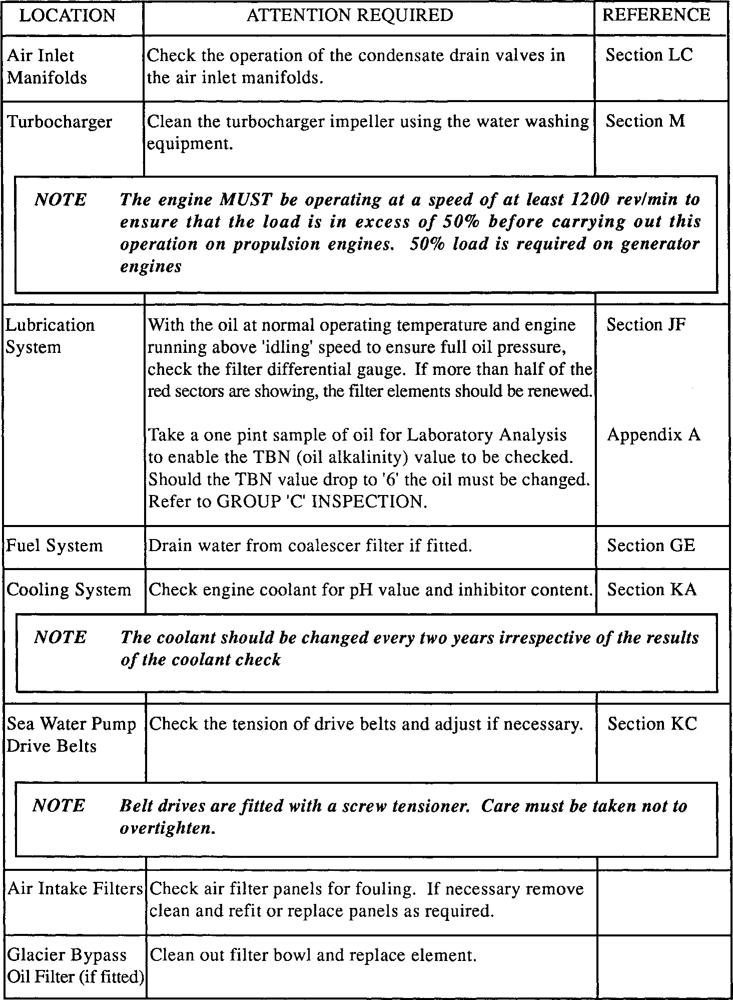 LOCATION ATTENTION REQUIRED REFERENCE
Air Inlet Manifolds
Check the operation of the condensate drain valves in
the air inlet manifolds.
Section LC
Turbocharger
Clean the turbocharger impeller using the water washing
equipment.
Section M
NOTE The engine MUST be operating at a speed of at least 1200 rev/min to
ensure that the load is in excess of 50% before carrying out this
operation on propulsion engines. 50% load is required on generator
engines
Lubrication
System
With the oil at normal operating temperature and engine
running above 'idling' speed to ensure full oil pressure,
check the filter differential gauge. If more than half of the
red sectors are showing, the filter elements should be renewed.
Section JF
Take a one pint sample of oil for Laboratory Analysis
to enable the TBN (oil alkalinity) value to be checked.
Should the TBN value drop to '6' the oil must be changed.
Refer to GROUP 'C' INSPECTION.
Appendix A
Fuel System
Drain water from coalescer filter if fitted.
Section GE
Cooling System
Check engine coolant for pH value and inhibitor content.
Section KA
NOTE The coolant should be changed every two years irrespective of the results
of the coolant check
Sea Water Pump
Drive Belts
Check the tension of drive belts and adjust if necessary.
Section KC
NOTE Belt drives are fitted with a screw tensioner. Care must be taken not to
overtighten.
Air Intake Filters
Check air filter panels for fouling. If necessary remove
clean and refit or replace panels as required.
Glacier Bypass
Oil Filter (if fitted)
Clean out filter bowl and replace element.